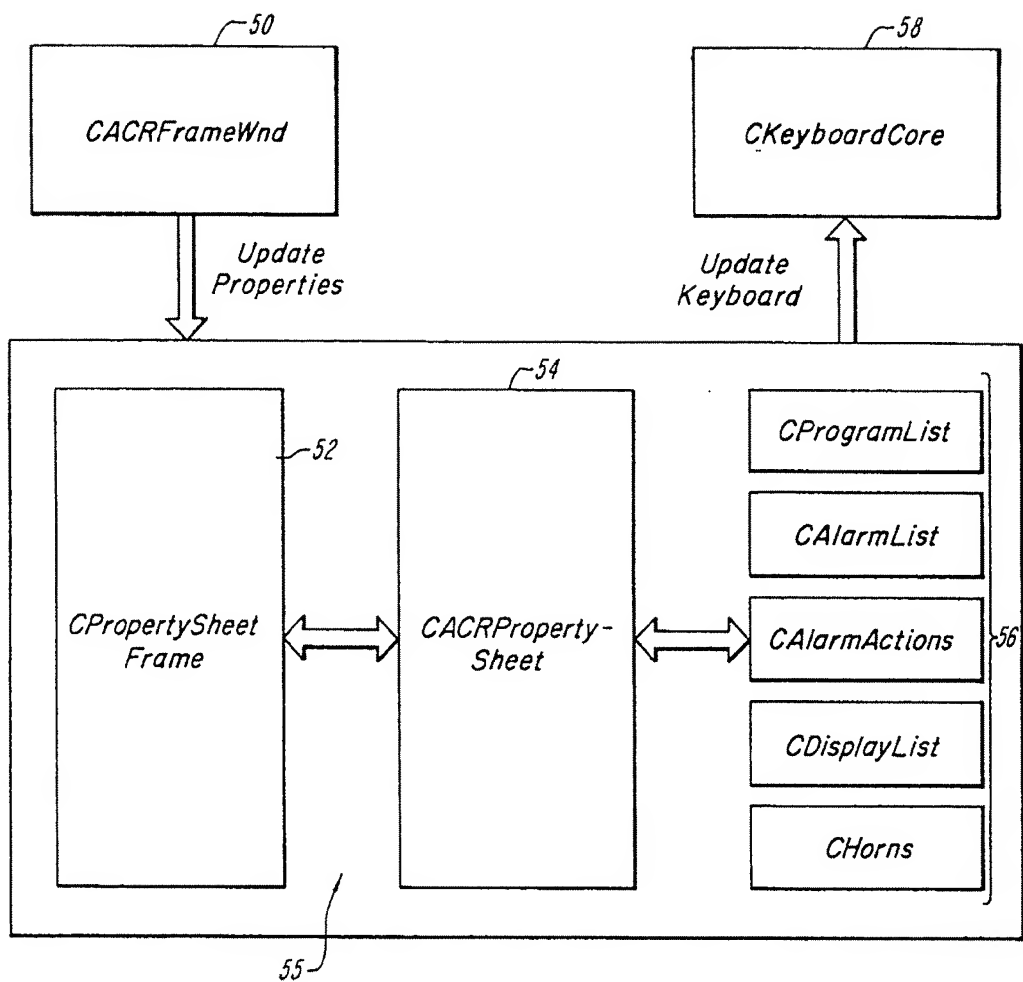 50
58
CACRFrameWnd
CKeyboardCore
Update
Properties
Update
Keyboard
54
52
CPropertySheet
Frame
CACRProperty-
Sheet
CProgramList
CAlarmList
CAlarmActions
CDisplayList
CHorns
56
55